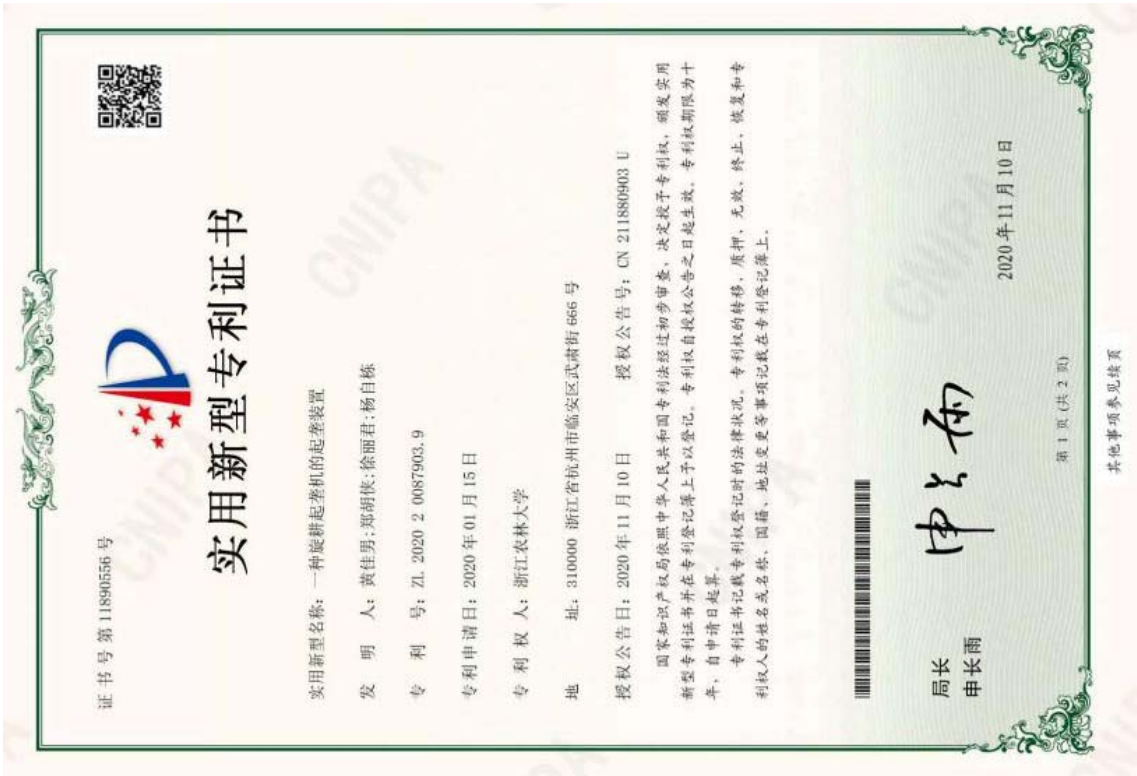 证书号第11890556号
实用新型专利证书
实用新型名称：一种旋耕起垄机的起垄装置
发明人：黄佳男;郑胡侠;徐丽君;杨自栋
专利号：ZL 2020 2 0087903.9
专利申请日：2020年01月15日
专利权人：浙江农林大学
地址：310000 浙江省杭州市临安区武肃街666号
授权公告日：2020年11月10日 授权公告号：CN 211880903 U
国家知识产权局依照中华人民共和国专利法经过初步审查，决定授予专利权，颁发实用
新型专利证书并在专利登记簿上予以登记。专利权自授权公告之日起生效。专利权期限为十
年，自申请日起算。
专利证书记载专利权登记时的法律状况。专利权的转移、质押、无效、终止、恢复和专
利权人的姓名或名称、国籍、地址变更等事项记载在专利登记簿上。
局长
申长雨
申长雨
2020年11月10日
第 1 页 (共 2 页)
其他事项参见续页
CNIPA
CNIPA
CNIPA
CNIPA